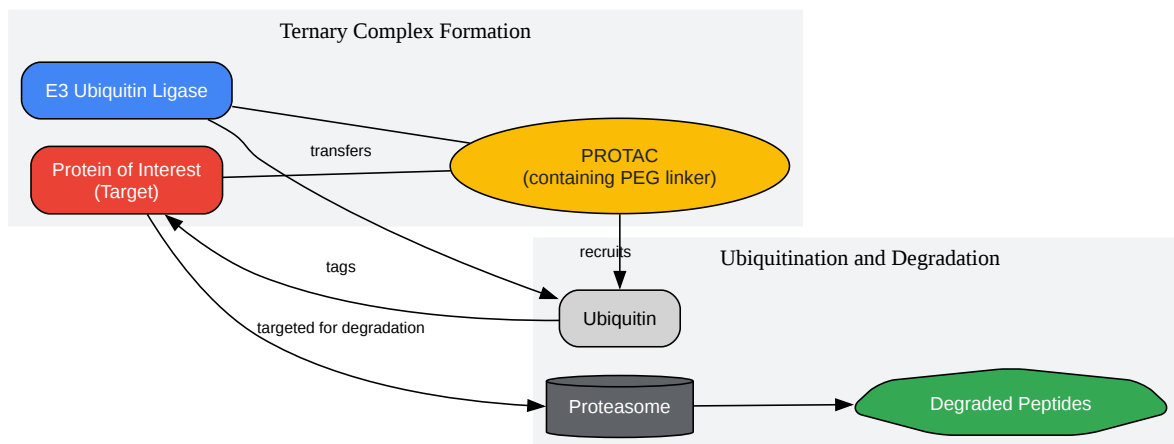 Ternary Complex Formation
E3 Ubiquitin Ligase
transfers
PROTAC
(containing PEG linker)
Protein of Interest
(Target)
recruits
Ubiquitination and Degradation
tags
Ubiquitin
targeted for degradation
Proteasome
Degraded Peptides